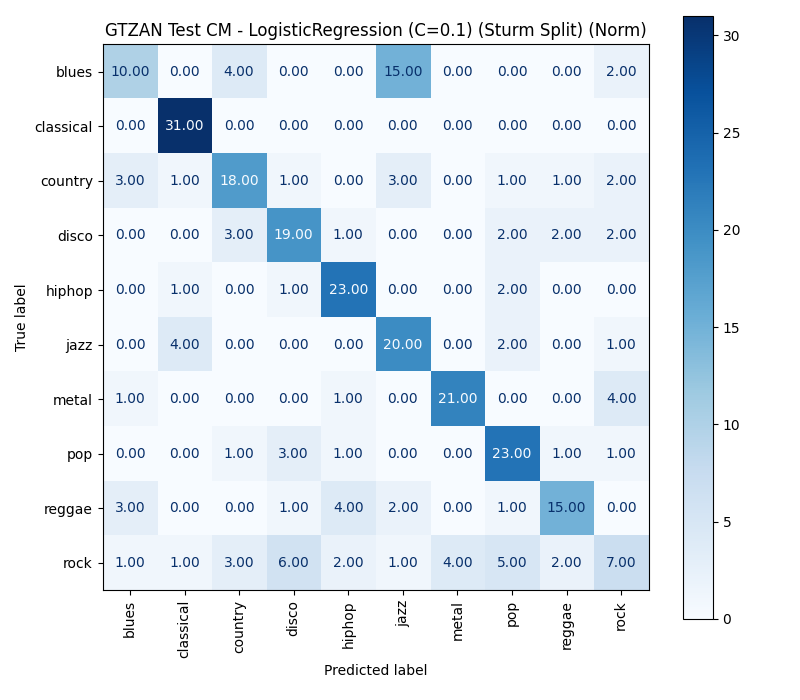 GTZAN Test CM - LogisticRegression (C=0.1) (Sturm Split) (Norm)
blues 10.00 0.00 4.00 0.00 0.00 15.00 0.00 0.00 0.00 2.00
classical 0.00 31.00 0.00 0.00 0.00 0.00 0.00 0.00 0.00 0.00
country 3.00 1.00 18.00 1.00 0.00 3.00 0.00 1.00 1.00 2.00
disco 0.00 0.00 3.00 19.00 1.00 0.00 0.00 2.00 2.00 2.00
hiphop 0.00 1.00 0.00 1.00 23.00 0.00 0.00 2.00 0.00 0.00
jazz 0.00 4.00 0.00 0.00 0.00 20.00 0.00 2.00 0.00 1.00
metal 1.00 0.00 0.00 0.00 1.00 0.00 21.00 0.00 0.00 4.00
pop 0.00 0.00 1.00 3.00 1.00 0.00 0.00 23.00 1.00 1.00
reggae 3.00 0.00 0.00 1.00 4.00 2.00 0.00 1.00 15.00 0.00
rock 1.00 1.00 3.00 6.00 2.00 1.00 4.00 5.00 2.00 7.00
blues classical country disco hiphop jazz metal pop reggae rock
Predicted label
True label
30
25
20
15
10
5
0